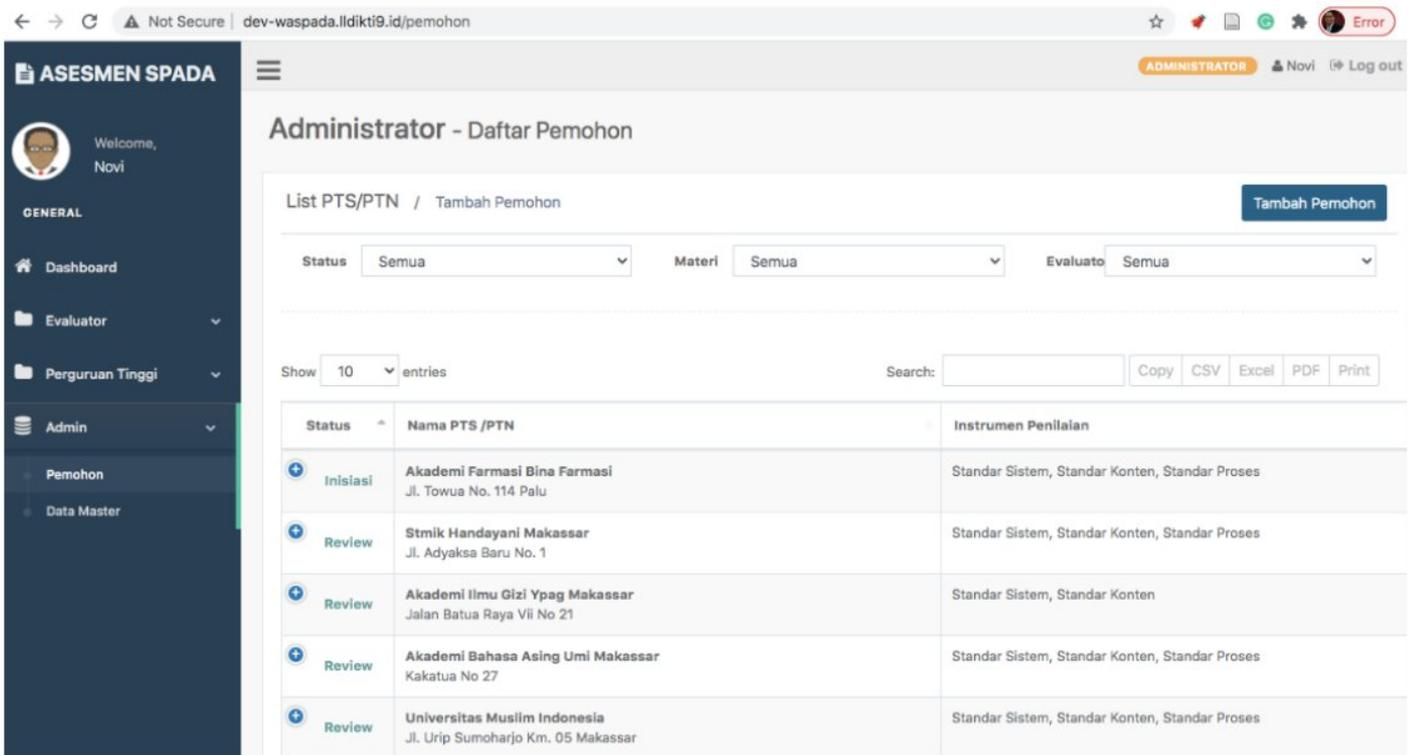 Not Secure | dev-waspada.lldikti9.id/pemohon
Error
ASESMEN SPADA
ADMINISTRATOR Novi Log out
Welcome,
Novi
Administrator - Daftar Pemohon
GENERAL
List PTS/PTN / Tambah Pemohon
Tambah Pemohon
Dashboard
Evaluator
Perguruan Tinggi
Admin
Pemohon
Data Master
Status Semua Materi Semua Evaluato Semua
Show 10 entries Search: Copy CSV Excel PDF Print
Status Nama PTS /PTN Instrumen Penilaian
Inisiasi Akademi Farmasi Bina Farmasi Standar Sistem, Standar Konten, Standar Proses
Jl. Towua No. 114 Palu
Review Stmik Handayani Makassar Standar Sistem, Standar Konten, Standar Proses
Jl. Adyaksa Baru No. 1
Review Akademi Ilmu Gizi Ypag Makassar Standar Sistem, Standar Konten
Jalan Batua Raya Vii No 21
Review Akademi Bahasa Asing Umi Makassar Standar Sistem, Standar Konten, Standar Proses
Kakatua No 27
Review Universitas Muslim Indonesia Standar Sistem, Standar Konten, Standar Proses
Jl. Urip Sumoharjo Km. 05 Makassar